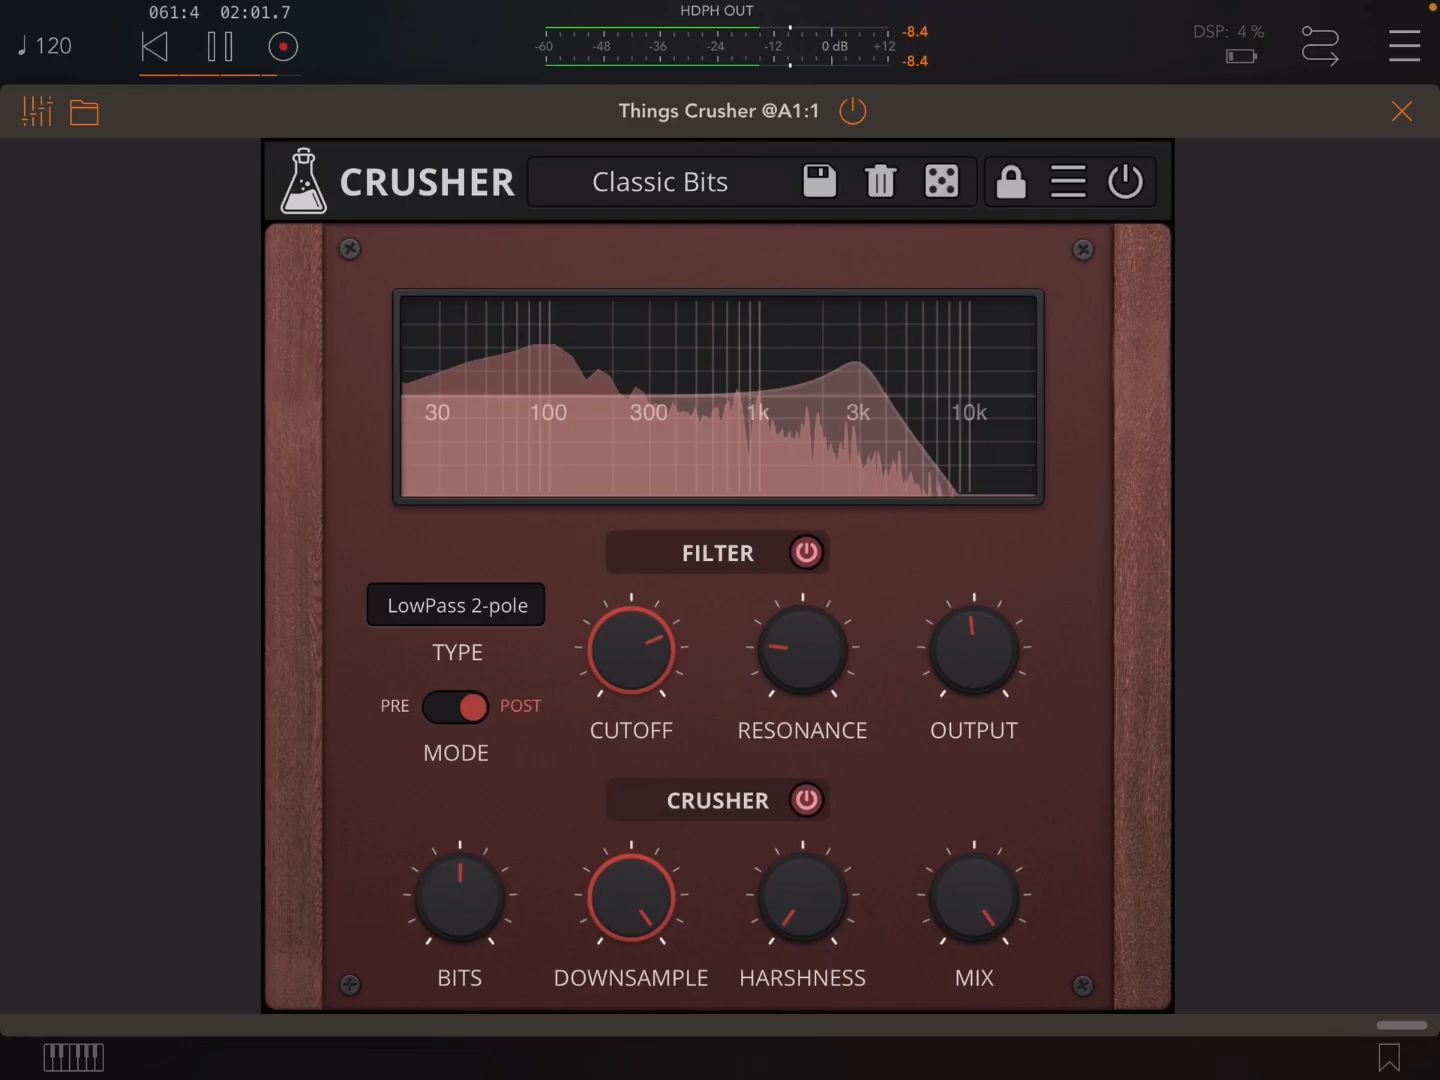 061:4 02:01.7
HDPH OUT
♩ 120
-60 -48 -36 -24 -12 0 dB +12
-8.4
-8.4
DSP: 4 %
Things Crusher @A1:1
CRUSHER
Classic Bits
30 100 300 1k 3k 10k
FILTER
LowPass 2-pole
TYPE
PRE POST
MODE
CUTOFF RESONANCE OUTPUT
CRUSHER
BITS DOWNSAMPLE HARSHNESS MIX